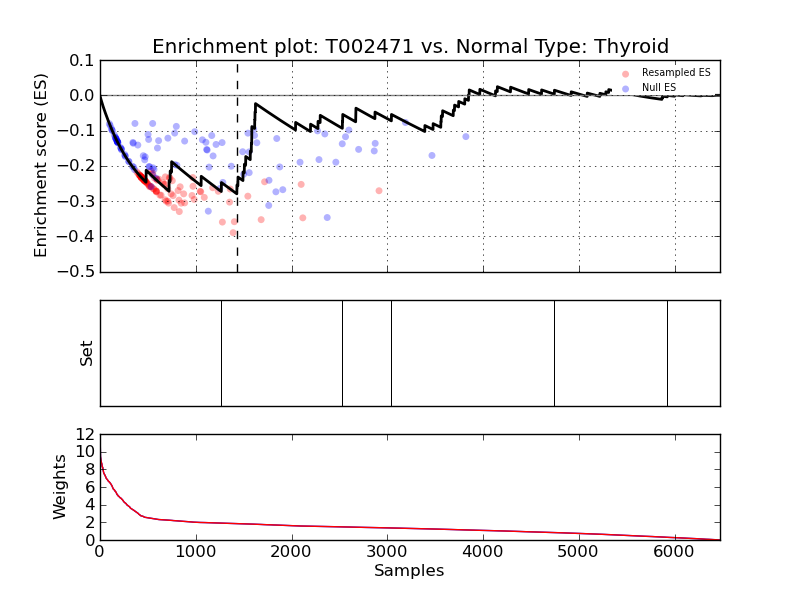 Enrichment plot: T002471 vs. Normal Type: Thyroid
Enrichment score (ES)
0.1
0.0
−0.1
−0.2
−0.3
−0.4
−0.5
Resampled ES
Null ES
Set
Weights
12
10
8
6
4
2
0
0 1000 2000 3000 4000 5000 6000
Samples